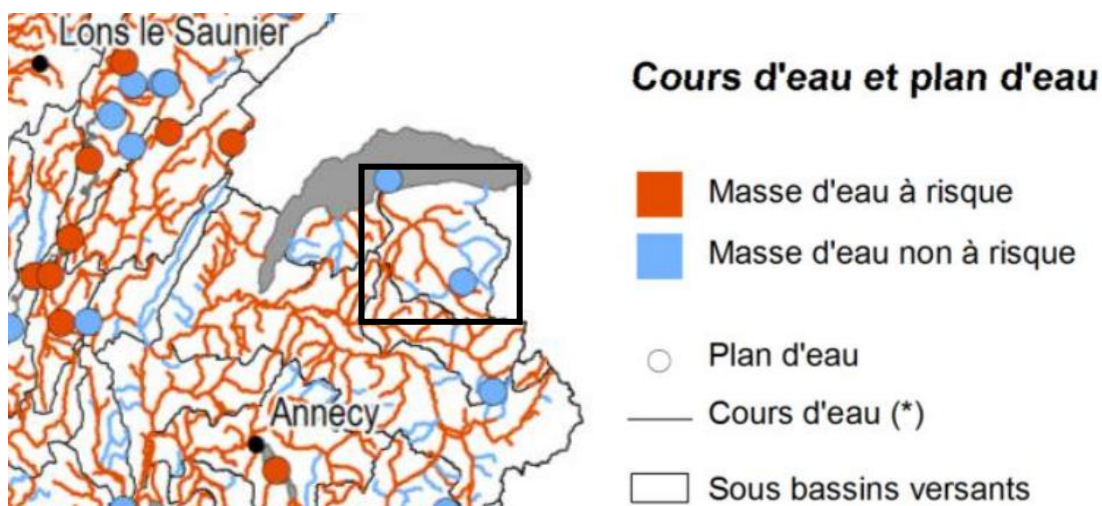 Lons le Saunier
Annecy
Cours d'eau et plan d'eau
Masse d'eau à risque
Masse d'eau non à risque
Plan d'eau
Cours d'eau (*)
Sous bassins versants